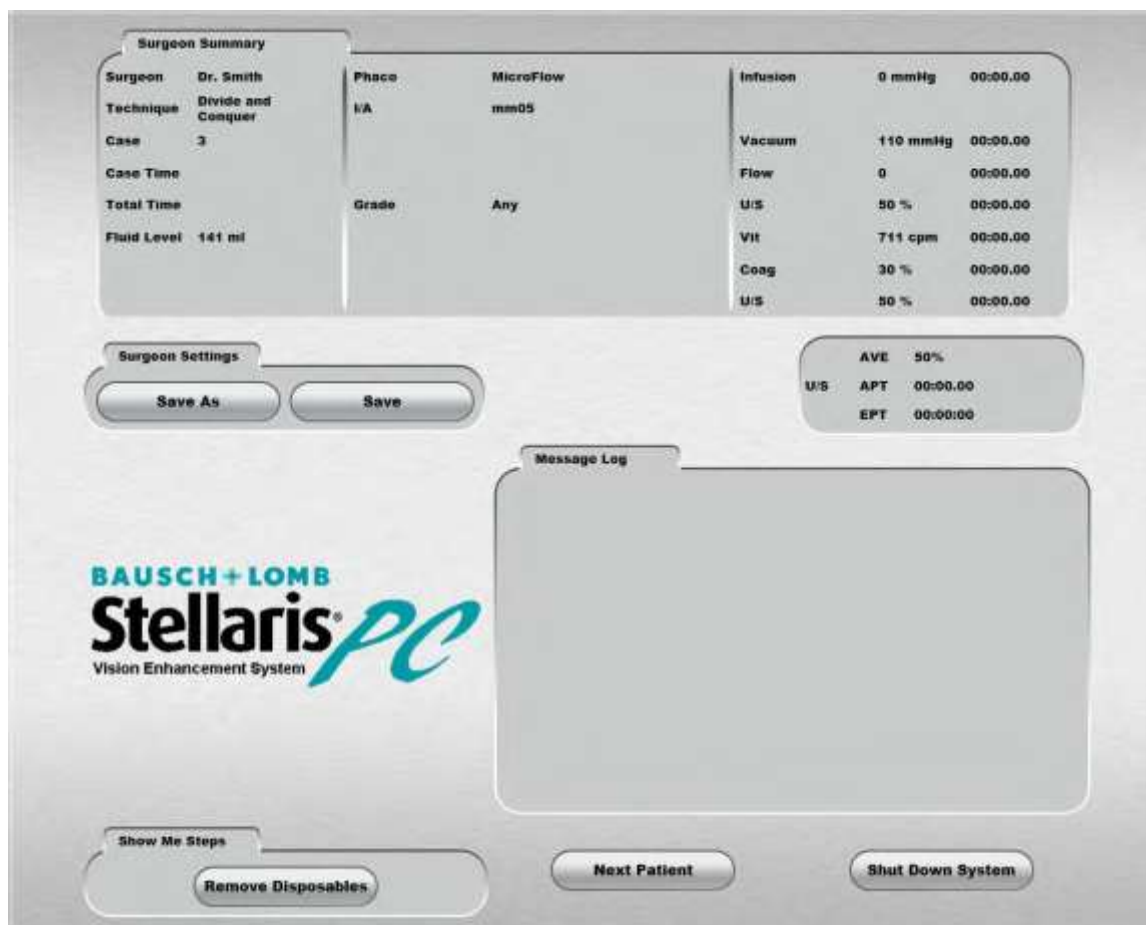 Surgeon Summary
Surgeon Dr. Smith Phaco MicroFlow Infusion 0 mmHg 00:00.00
Technique Divide and Conquer I/A mm05
Case 3 Vacuum 110 mmHg 00:00.00
Case Time Flow 0 00:00.00
Total Time Grade Any U/S 50 % 00:00.00
Fluid Level 141 ml Vit 711 cpm 00:00.00
Coag 30 % 00:00.00
U/S 50 % 00:00.00
Surgeon Settings
Save As Save
AVE 50%
U/S APT 00:00.00
EPT 00:00:00
Message Log
BAUSCH+LOMB
Stellaris® PC
Vision Enhancement System
Show Me Steps
Remove Disposables
Next Patient Shut Down System